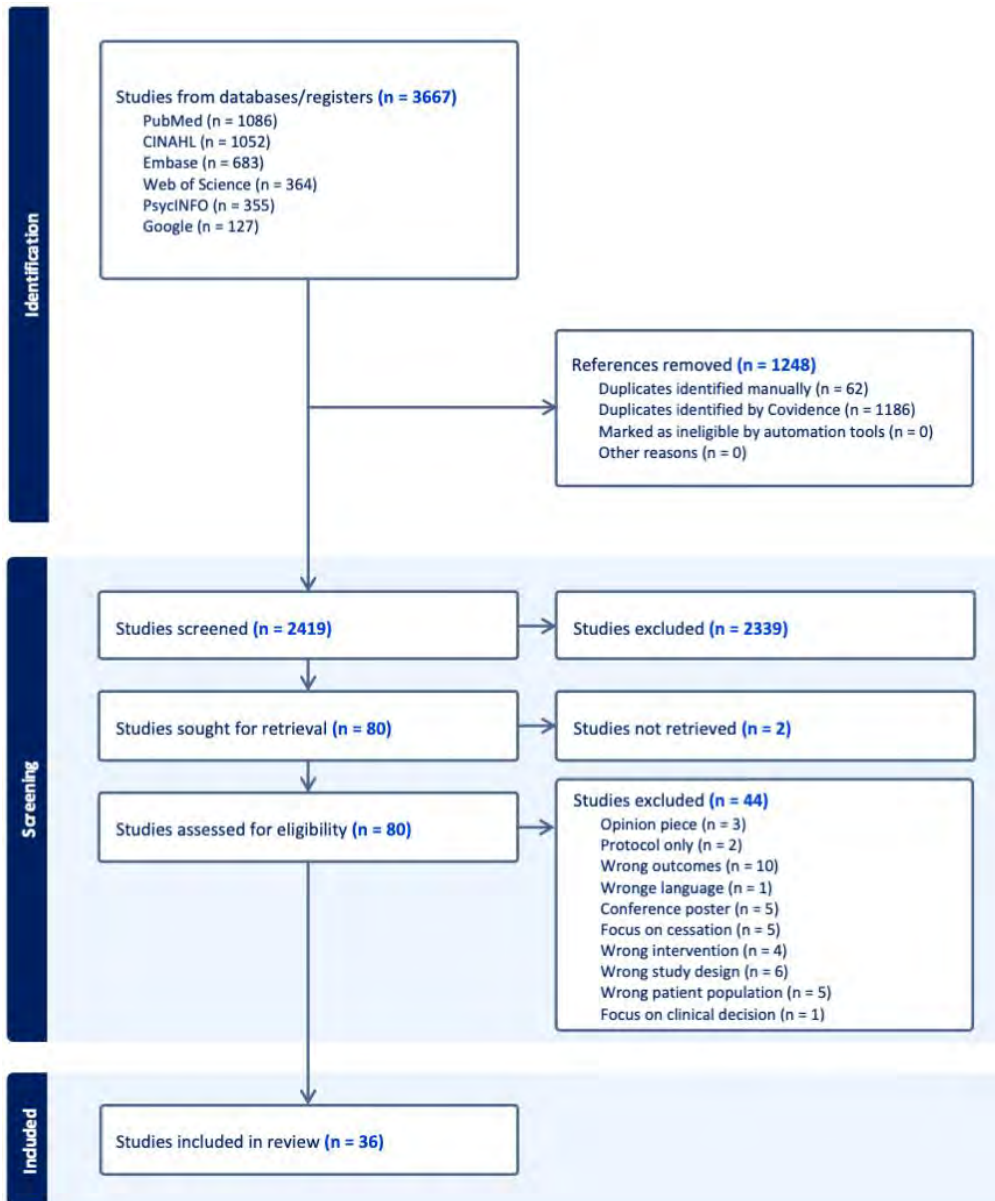 Identification
Studies from databases/registers (n = 3667)
PubMed (n = 1086)
CINAHL (n = 1052)
Embase (n = 683)
Web of Science (n = 364)
PsycINFO (n = 355)
Google (n = 127)
References removed (n = 1248)
Duplicates identified manually (n = 62)
Duplicates identified by Covidence (n = 1186)
Marked as ineligible by automation tools (n = 0)
Other reasons (n = 0)
Screening
Studies screened (n = 2419)
Studies excluded (n = 2339)
Studies sought for retrieval (n = 80)
Studies not retrieved (n = 2)
Studies assessed for eligibility (n = 80)
Studies excluded (n = 44)
Opinion piece (n = 3)
Protocol only (n = 2)
Wrong outcomes (n = 10)
Wronge language (n = 1)
Conference poster (n = 5)
Focus on cessation (n = 5)
Wrong intervention (n = 4)
Wrong study design (n = 6)
Wrong patient population (n = 5)
Focus on clinical decision (n = 1)
Included
Studies included in review (n = 36)